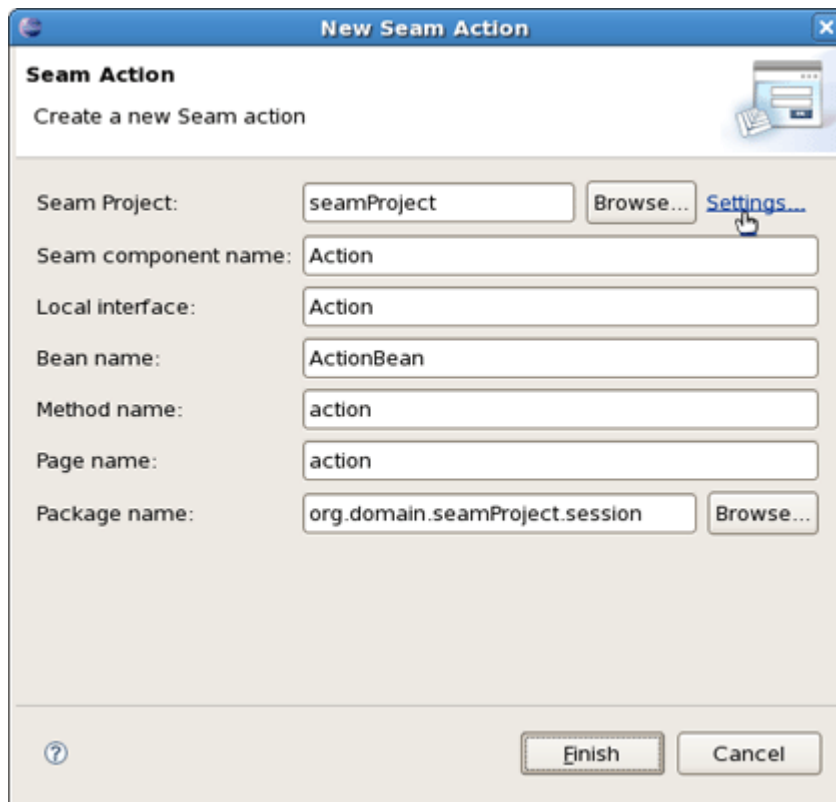 New Seam Action
Seam Action
Create a new Seam action
Seam Project: seamProject Browse... Settings...
Seam component name: Action
Local interface: Action
Bean name: ActionBean
Method name: action
Page name: action
Package name: org.domain.seamProject.session Browse...
? Finish Cancel